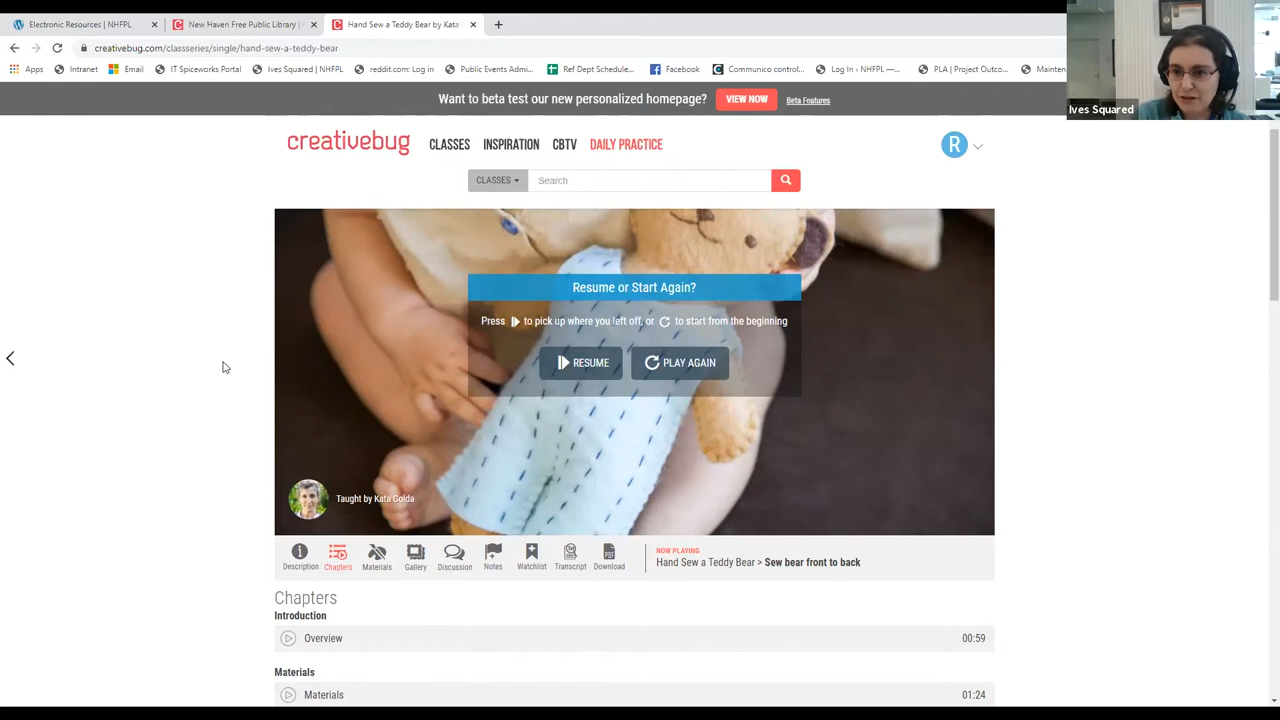 Electronic Resources | NHFPL
New Haven Free Public Library |
Hand Sew a Teddy Bear by Kata
creativebug.com/classseries/single/hand-sew-a-teddy-bear
Apps Intranet Email IT Spiceworks Portal Ives Squared | NHFPL reddit.com: Log in Public Events Admi... Ref Dept Schedule... Facebook Communico control... Log In ‹ NHFPL —... PLA | Project Outco... Mainten
Ives Squared
Want to beta test our new personalized homepage? VIEW NOW Beta Features
creativebug CLASSES INSPIRATION CBTV DAILY PRACTICE R
CLASSES Search
Resume or Start Again?
Press to pick up where you left off, or to start from the beginning
RESUME PLAY AGAIN
Taught by Kata Golda
Description Chapters Materials Gallery Discussion Notes Watchlist Transcript PDF Download
NOW PLAYING
Hand Sew a Teddy Bear > Sew bear front to back
Chapters
Introduction
Overview 00:59
Materials
Materials 01:24